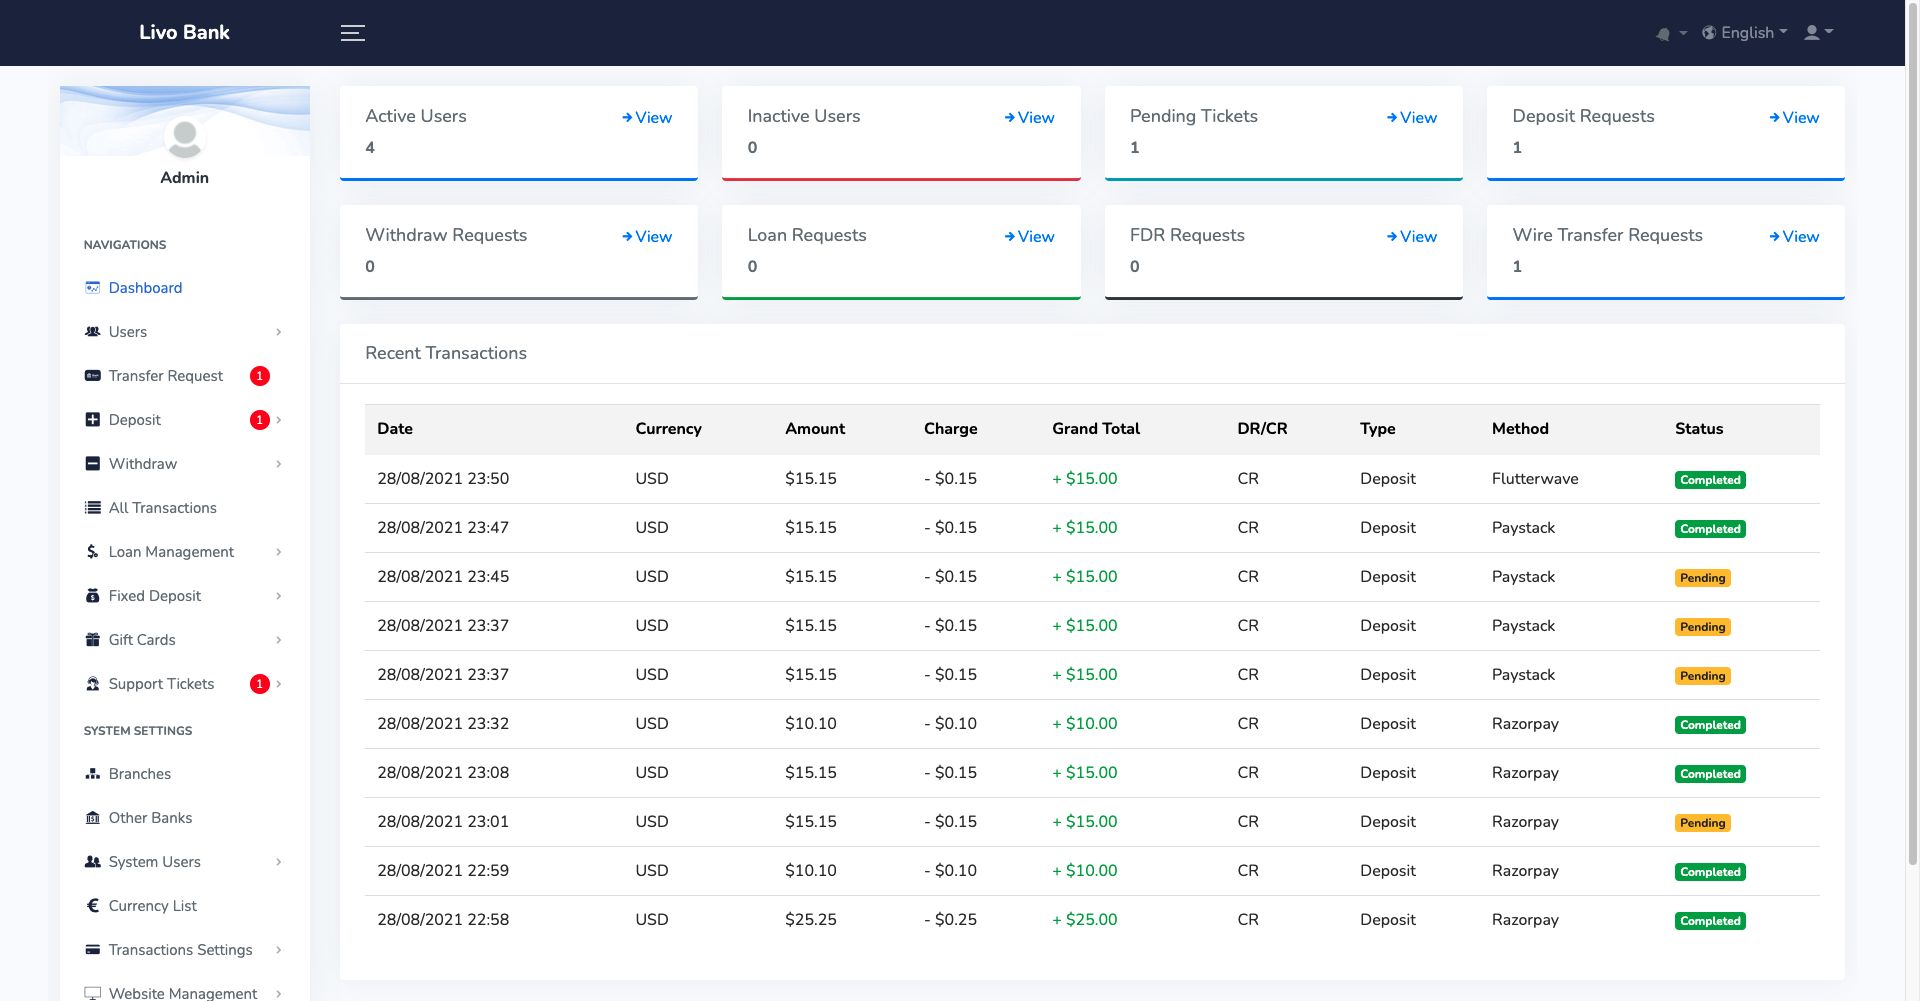 Livo Bank
English
Admin
NAVIGATIONS
Dashboard
Users
Transfer Request 1
Deposit 1
Withdraw
All Transactions
Loan Management
Fixed Deposit
Gift Cards
Support Tickets 1
SYSTEM SETTINGS
Branches
Other Banks
System Users
Currency List
Transactions Settings
Website Management
Active Users View
4
Inactive Users View
0
Pending Tickets View
1
Deposit Requests View
1
Withdraw Requests View
0
Loan Requests View
0
FDR Requests View
0
Wire Transfer Requests View
1
Recent Transactions
Date Currency Amount Charge Grand Total DR/CR Type Method Status
28/08/2021 23:50 USD $15.15 - $0.15 + $15.00 CR Deposit Flutterwave Completed
28/08/2021 23:47 USD $15.15 - $0.15 + $15.00 CR Deposit Paystack Completed
28/08/2021 23:45 USD $15.15 - $0.15 + $15.00 CR Deposit Paystack Pending
28/08/2021 23:37 USD $15.15 - $0.15 + $15.00 CR Deposit Paystack Pending
28/08/2021 23:37 USD $15.15 - $0.15 + $15.00 CR Deposit Paystack Pending
28/08/2021 23:32 USD $10.10 - $0.10 + $10.00 CR Deposit Razorpay Completed
28/08/2021 23:08 USD $15.15 - $0.15 + $15.00 CR Deposit Razorpay Completed
28/08/2021 23:01 USD $15.15 - $0.15 + $15.00 CR Deposit Razorpay Pending
28/08/2021 22:59 USD $10.10 - $0.10 + $10.00 CR Deposit Razorpay Completed
28/08/2021 22:58 USD $25.25 - $0.25 + $25.00 CR Deposit Razorpay Completed